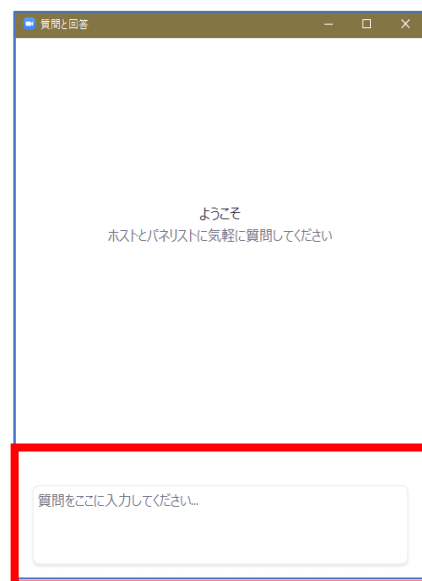 質問と回答
ようこそ
ホストとパネリストに気軽に質問してください
質問をここに入力してください...